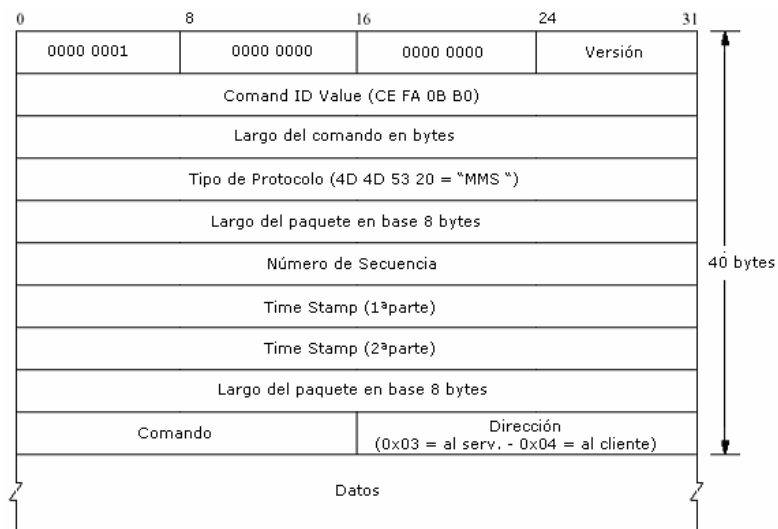 0 8 16 24 31
0000 0001 0000 0000 0000 0000 Versión
Comand ID Value (CE FA 0B B0)
Largo del comando en bytes
Tipo de Protocolo (4D 4D 53 20 = "MMS ")
Largo del paquete en base 8 bytes
Número de Secuencia
40 bytes
Time Stamp (1ªparte)
Time Stamp (2ªparte)
Largo del paquete en base 8 bytes
Comando
Dirección
(0x03 = al serv. - 0x04 = al cliente)
Datos